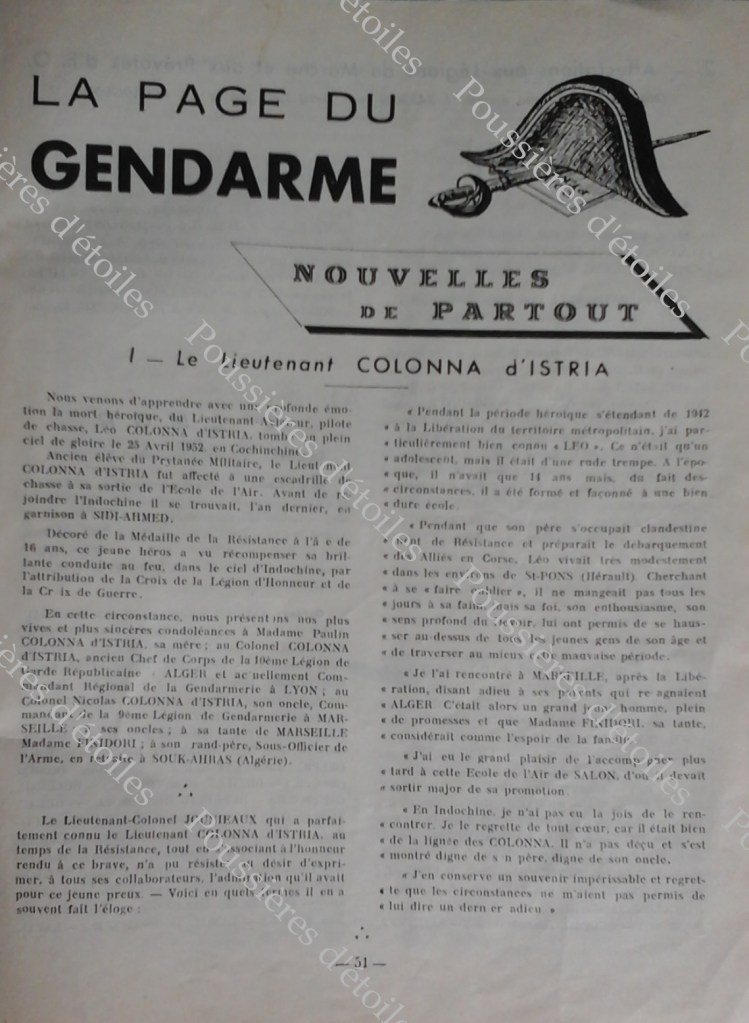 LA PAGE DU
GENDARME
NOUVELLES
DE PARTOUT
I — Le Lieutenant COLONNA d'ISTRIA
Nous venons d'apprendre avec une profonde émo-
tion la mort héroïque, du Lieutenant pilote
de chasse, Léo COLONNA d'ISTRIA, tombé en plein
ciel de gloire le 25 Avril 1952, en Cochinchine.
Ancien élève du Prytanée Militaire, le Lieutenant
COLONNA d'ISTRIA fut affecté à une escadrille de
chasse à sa sortie de l'Ecole de l'Air. Avant de
joindre l'Indochine il se trouvait, l'an dernier, en
garnison à SIDI-AHMED.
Décoré de la Médaille de la Résistance à l'â e de
16 ans, ce jeune héros a vu récompenser sa bril-
lante conduite au feu, dans le ciel d'Indochine, par
l'attribution de la Croix de la Légion d'Honneur et de
la Cr ix de Guerre.
En cette circonstance, nous présentons nos plus
vives et plus sincères condoléances à Madame Paulin
COLONNA d'ISTRIA, sa mère ; au Colonel COLONNA
d'ISTRIA, ancien Chef de Corps de la 10ème Légion de
Garde Républicaine ALGER et ac uellement Com-
mandant Régional de la Gendarmerie à LYON ; au
Colonel Nicolas COLONNA d'ISTRIA, son oncle, Com-
mandant de la 9ème Légion de Gendarmerie à MAR-
SEILLE ses oncles ; à sa tante de MARSEILLE
Madame FINIDORI ; à son rand-père, Sous-Officier de
l'Arme, en retraite à SOUK-AHRAS (Algérie).
Le Lieutenant-Colonel qui a parfai-
tement connu le Lieutenant COLONNA d'ISTRIA, au
temps de la Résistance, tout en s'associant à l'honneur
rendu à ce brave, n'a pu résister au désir d'expri-
mer, à tous ses collaborateurs, l'admiration qu'il avait
pour ce jeune preux. — Voici en quels termes il en a
souvent fait l'éloge :
« Pendant la période héroïque s'étendant de 1942
« à la Libération du territoire métropolitain, j'ai par-
« ticulièrement bien connu « LEO ». Ce n'était qu'un
« adolescent, mais il était d'une rude trempe. A l'épo-
« que, il n'avait que 14 ans mais, du fait des
« circonstances, il a été formé et façonné à une bien
« dure école.
« Pendant que son père s'occupait clandestine
« ment de Résistance et préparait le débarquement
« des Alliés en Corse, Léo vivait très modestement
« dans les environs de St-PONS (Hérault). Cherchant
« à se « faire oublier », il ne mangeait pas tous les
« jours à sa faim, mais sa foi, son enthousiasme, son
« sens profond du devoir, lui ont permis de se haus-
« ser au-dessus de tous les jeunes gens de son âge et
« de traverser au mieux cette mauvaise période.
« Je l'ai rencontré à MARSEILLE, après la Libé-
« ration, disant adieu à ses parents qui re agnaient
« ALGER C'était alors un grand jeune homme, plein
« de promesses et que Madame FINIDORI, sa tante,
« considérait comme l'espoir de la famille.
« J'ai eu le grand plaisir de l'accompagner plus
« tard à cette Ecole de l'Air de SALON, d'où il devait
« sortir major de sa promotion.
« En Indochine, je n'ai pas eu la joie de le ren-
« contrer. Je le regrette de tout cœur, car il était bien
« de la lignée des COLONNA. Il n'a pas déçu et s'est
« montré digne de s n père, digne de son oncle.
« J'en conserve un souvenir impérissable et regret-
« te que les circonstances ne m'aient pas permis de
« lui dire un dern er adieu »
— 51 —
Poussières d'étoiles